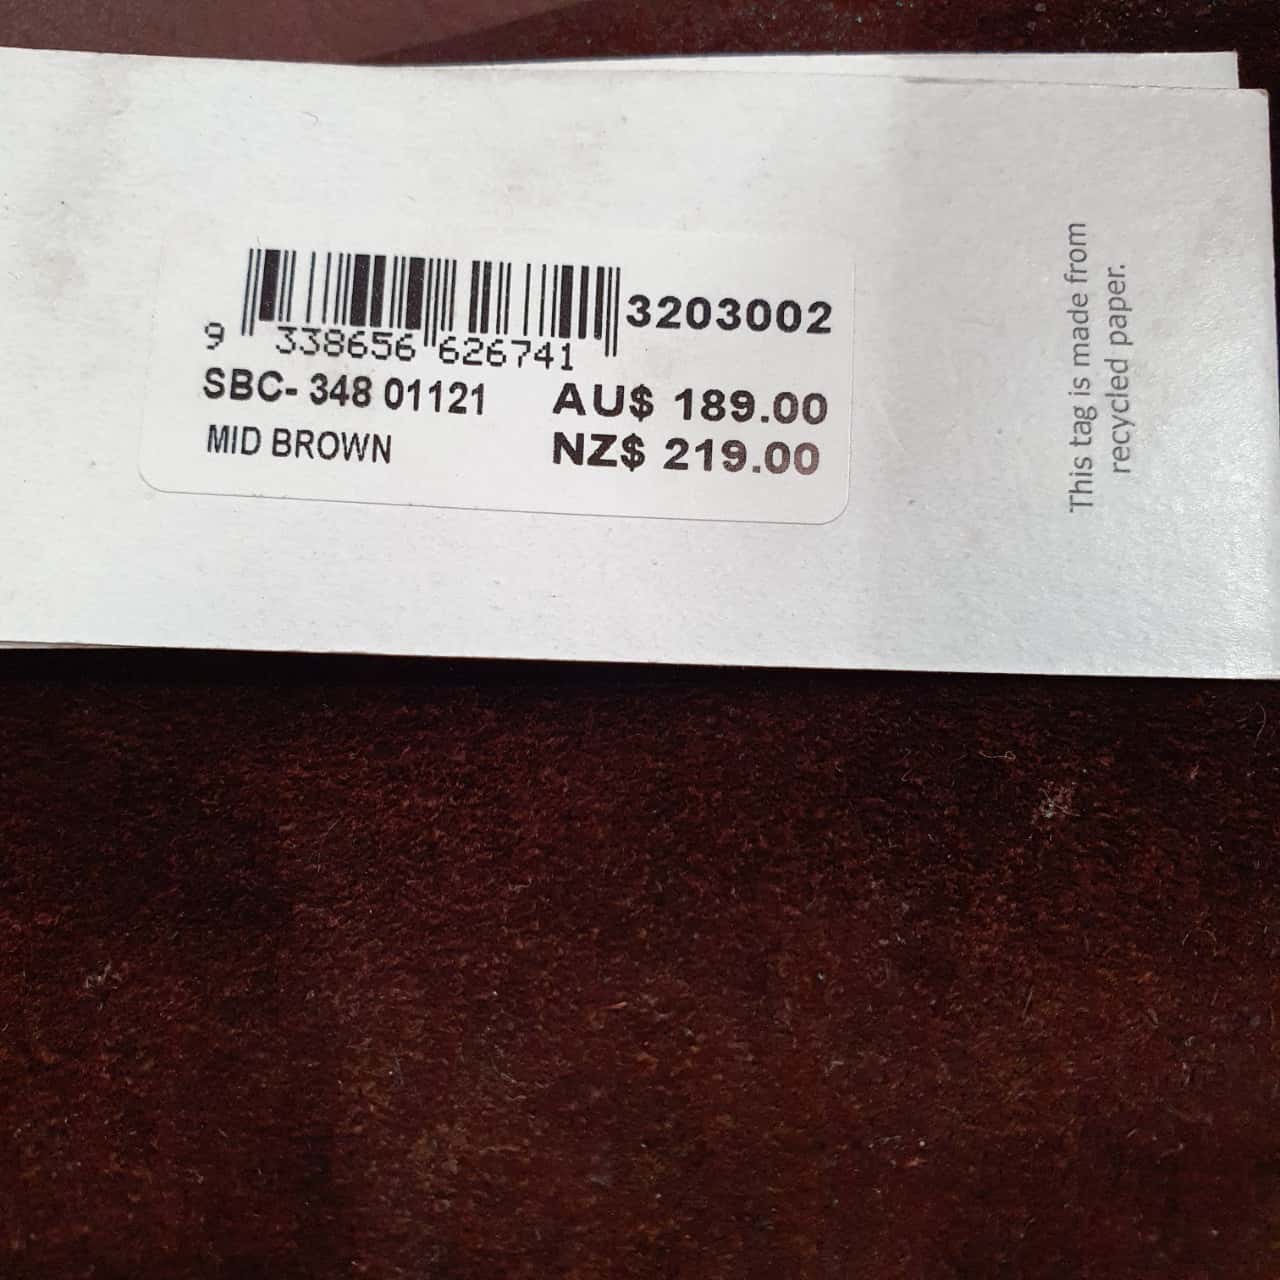 3203002
9 338656 626741
SBC- 348 01121 AU$ 189.00
MID BROWN NZ$ 219.00
This tag is made from
recycled paper.